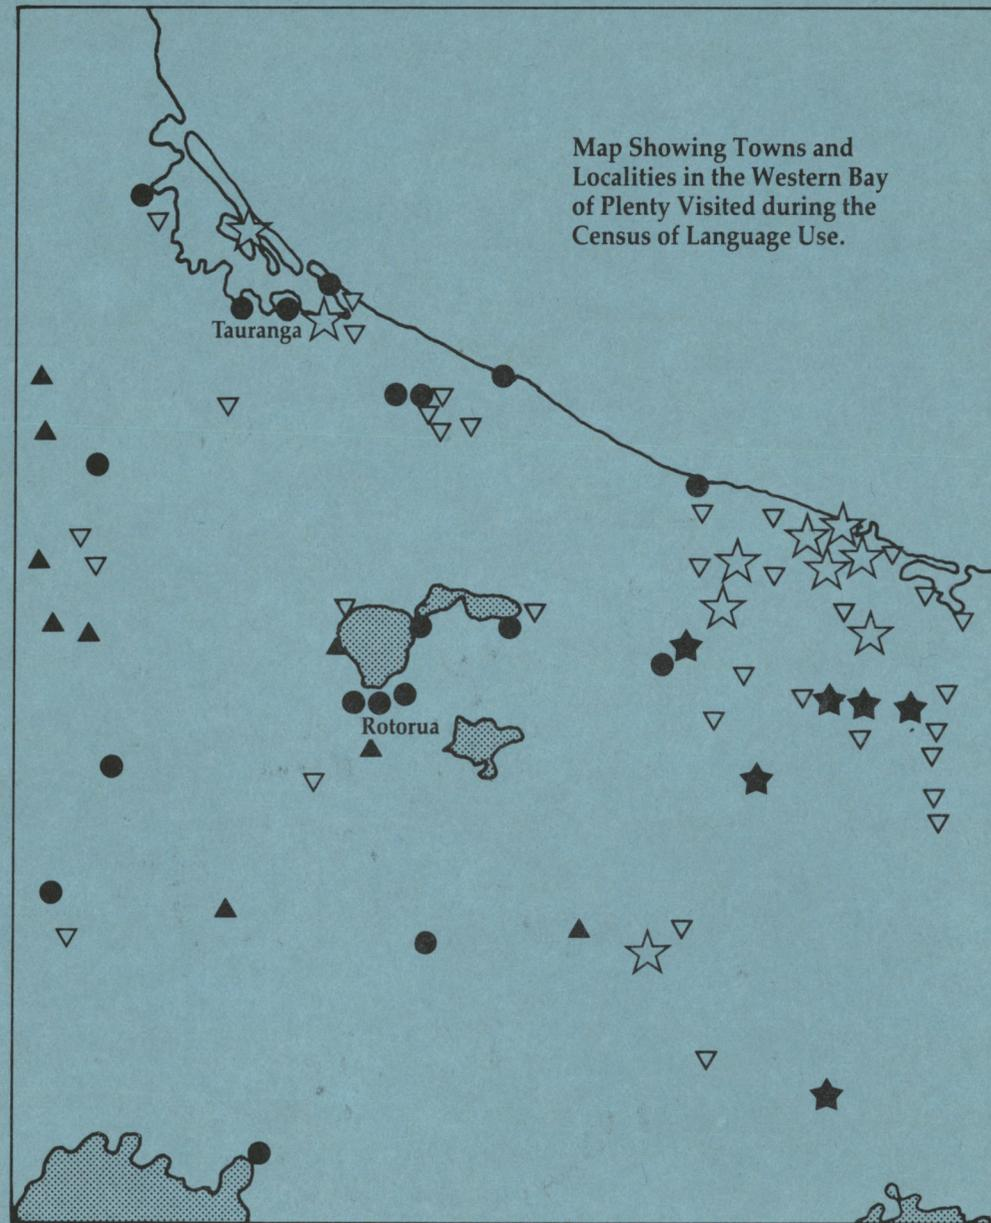 Map Showing Towns and
Localities in the Western Bay
of Plenty Visited during the
Census of Language Use.
Tauranga
Rotorua